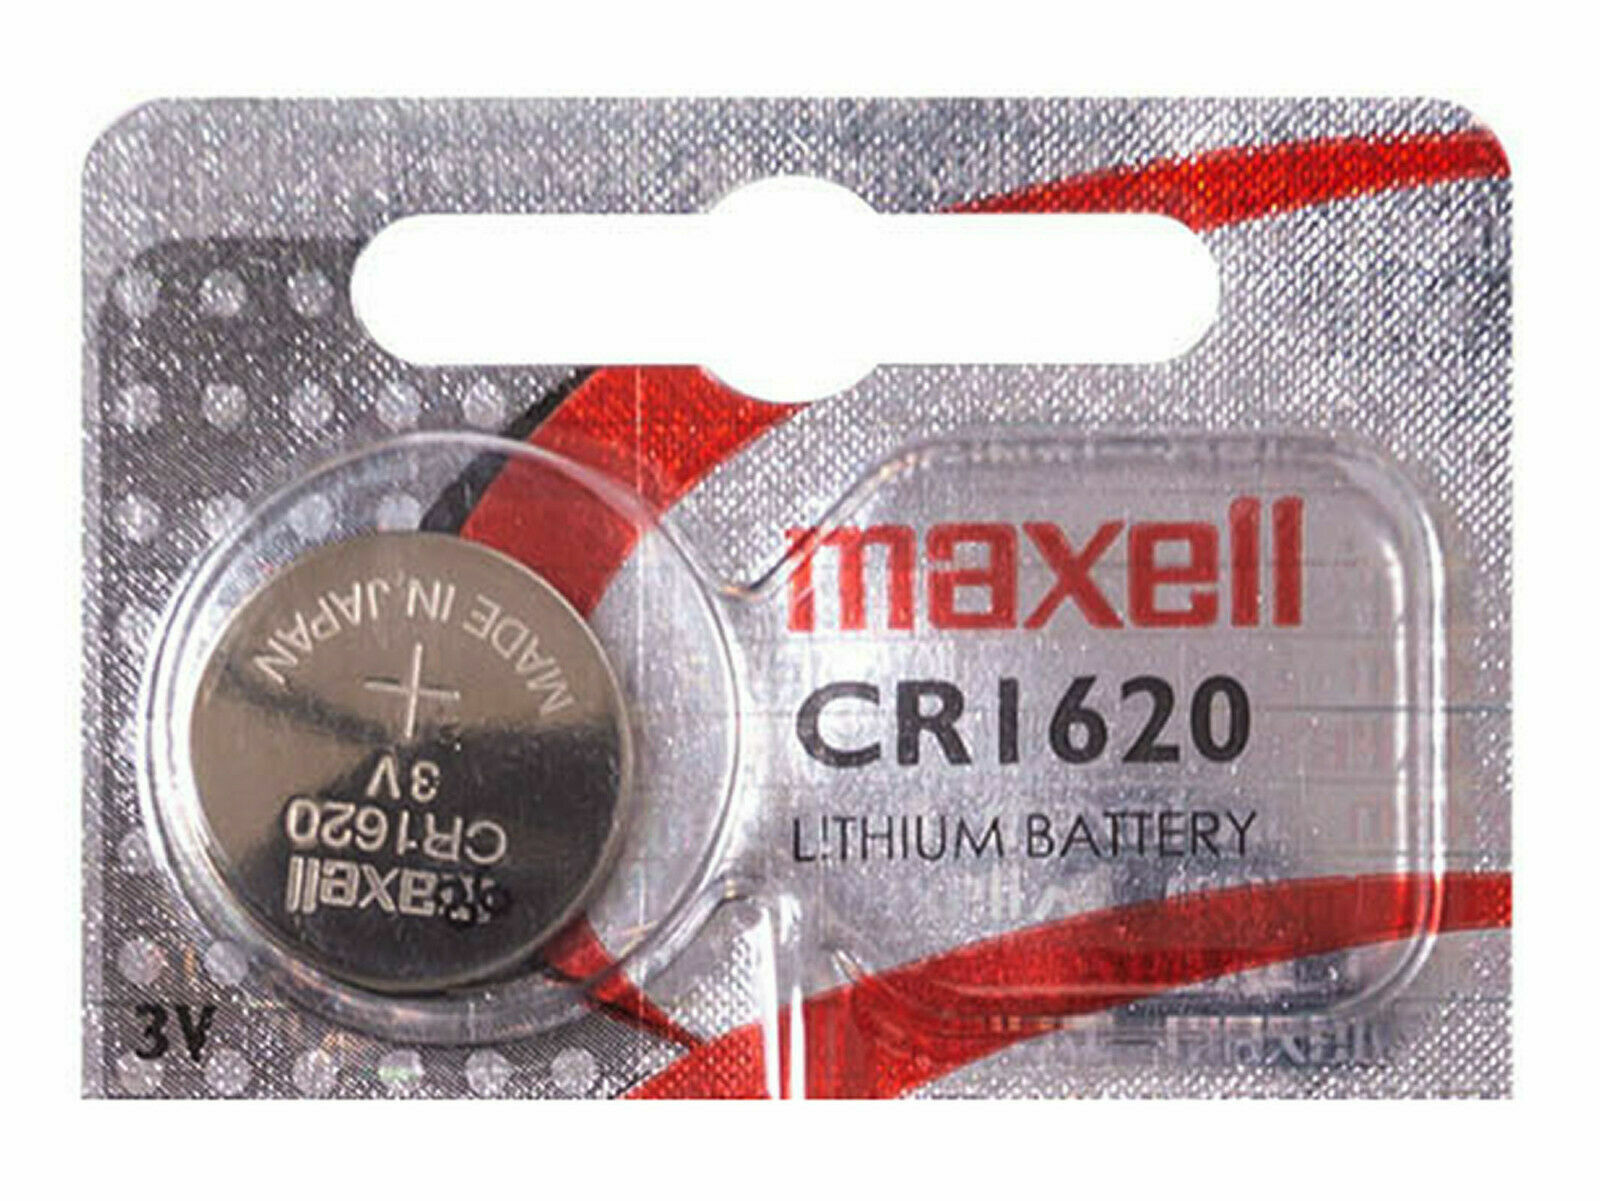 maxell
CR1620
LITHIUM BATTERY
MADE IN JAPAN
+
3V
CR1620
maxell
3V